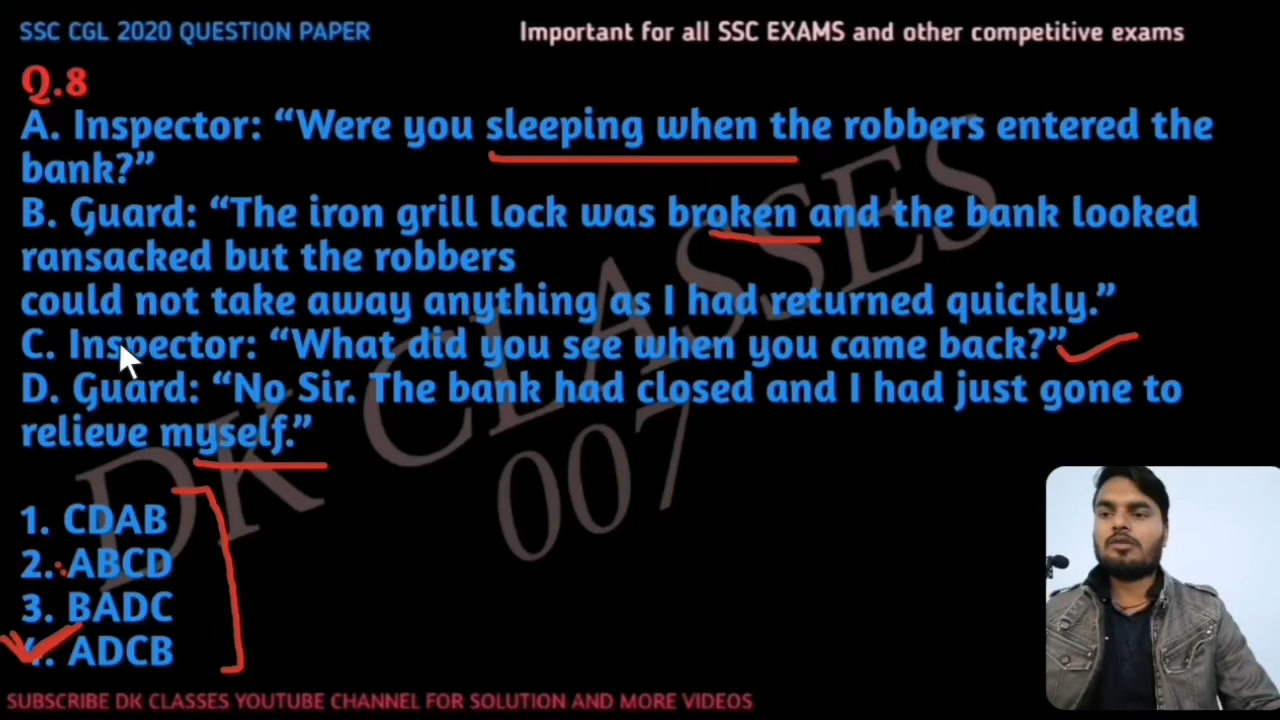 SSC CGL 2020 QUESTION PAPER
Important for all SSC EXAMS and other competitive exams
Q.8
A. Inspector: “Were you sleeping when the robbers entered the
bank?”
B. Guard: “The iron grill lock was broken and the bank looked
ransacked but the robbers
could not take away anything as I had returned quickly.”
C. Inspector: “What did you see when you came back?”
D. Guard: “No Sir. The bank had closed and I had just gone to
relieve myself.”
1. CDAB
2. ABCD
3. BADC
4. ADCB
DK CLASSES
007
SUBSCRIBE DK CLASSES YOUTUBE CHANNEL FOR SOLUTION AND MORE VIDEOS